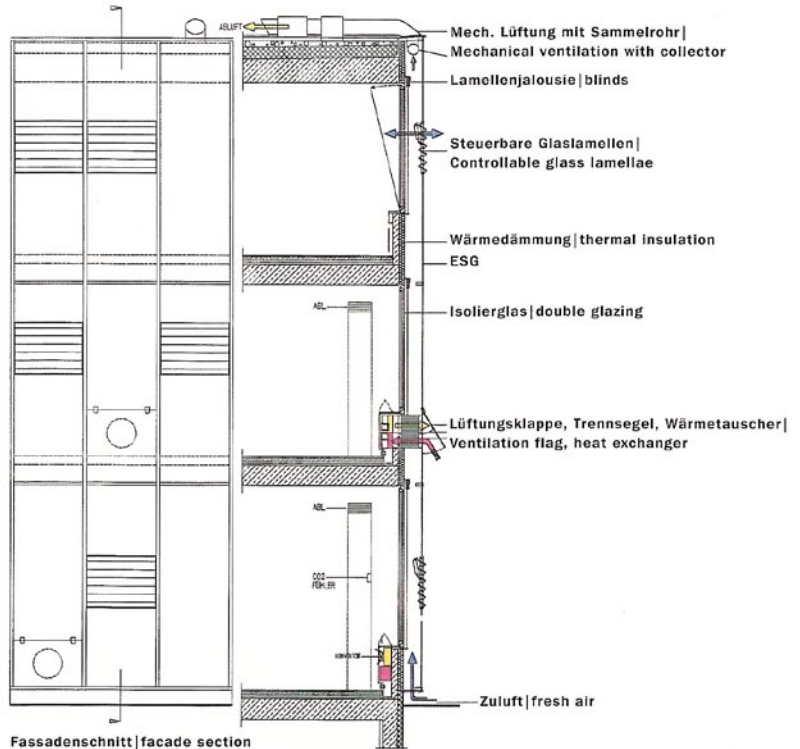 ABLUFT
Mech. Lüftung mit Sammelrohr|
Mechanical ventilation with collector
Lamellenjalousie|blinds
Steuerbare Glaslamellen|
Controllable glass lamellae
Wärmedämmung|thermal insulation
ESG
ABL.
Isolierglas|double glazing
Lüftungsklappe, Trennsegel, Wärmetauscher|
Ventilation flag, heat exchanger
ABL.
CO2
FÜHLER
KONVEKTOR
Zuluft|fresh air
Fassadenschnitt|facade section